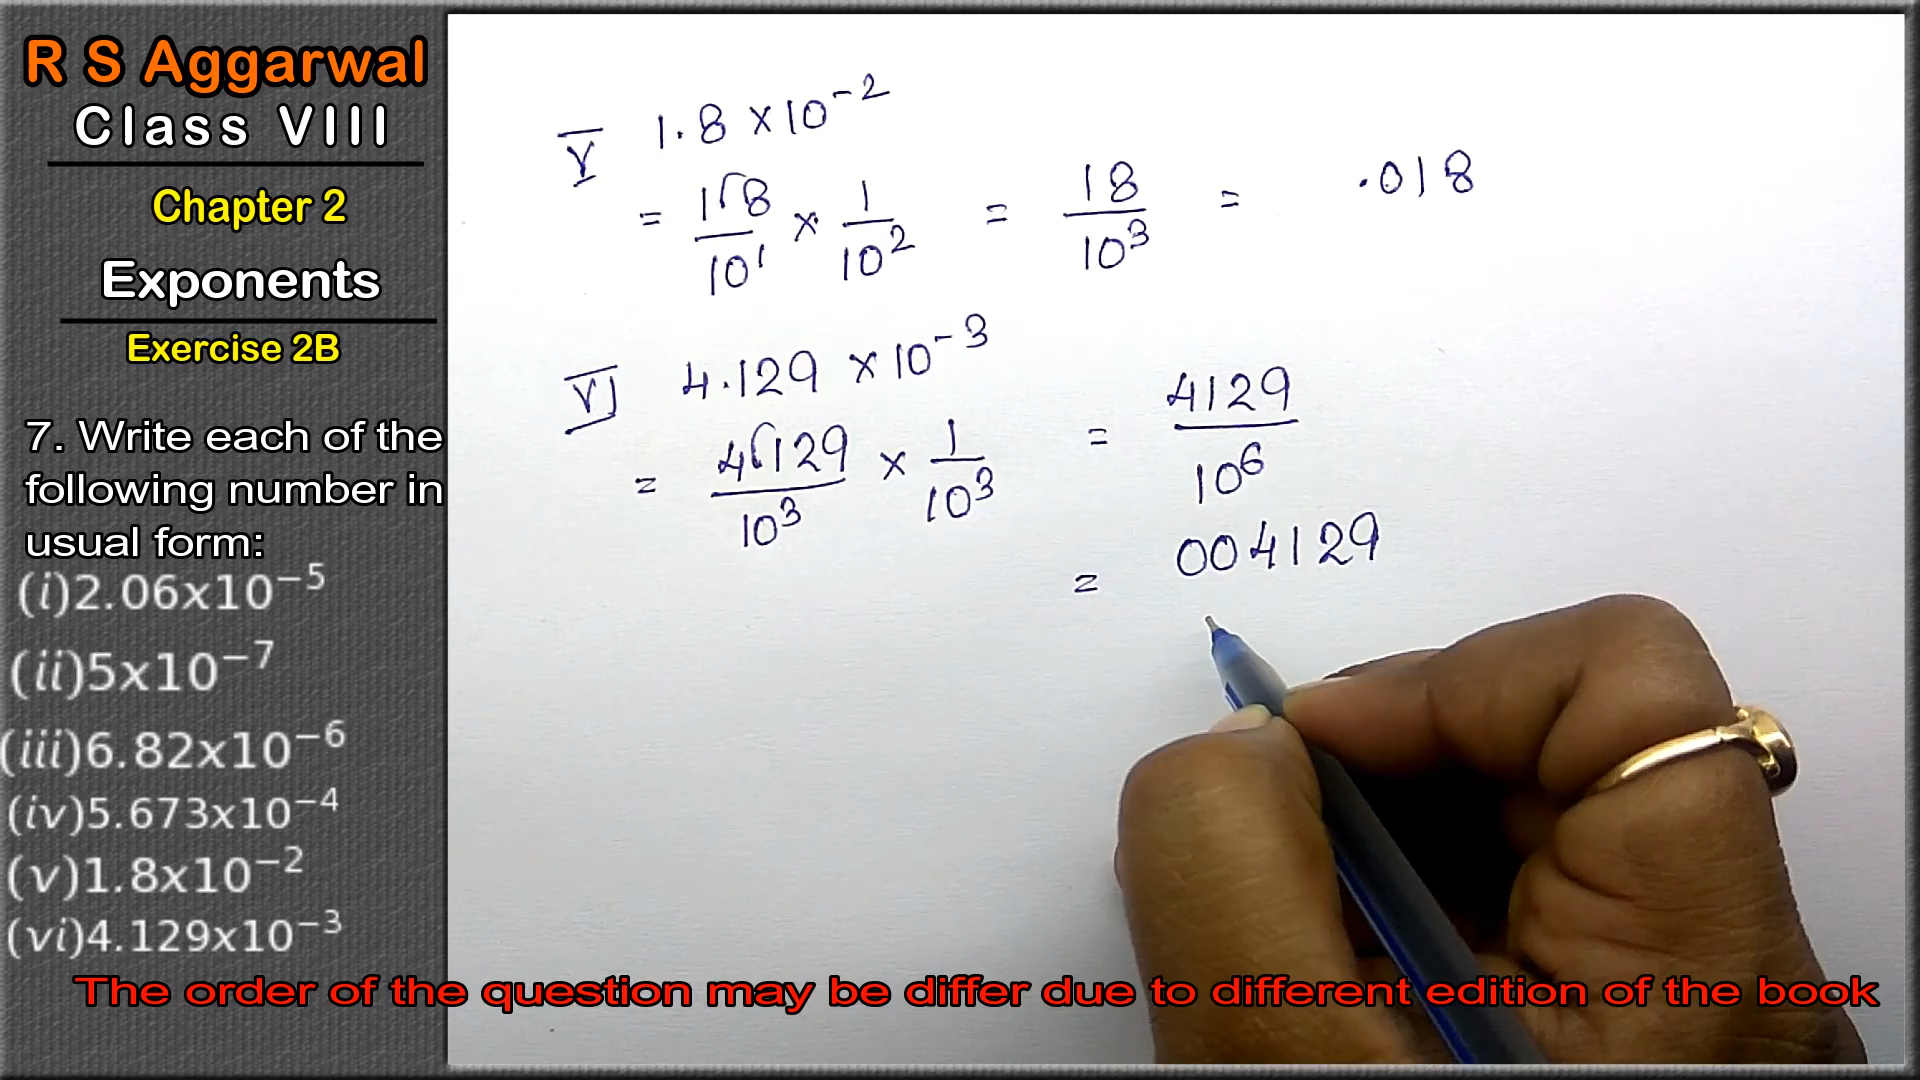 R S Aggarwal
Class VIII
Chapter 2
Exponents
Exercise 2B
7. Write each of the
following number in
usual form:
(i)2.06x10⁻⁵
(ii)5x10⁻⁷
(iii)6.82x10⁻⁶
(iv)5.673x10⁻⁴
(v)1.8x10⁻²
(vi)4.129x10⁻³
V 1.8 × 10⁻²
= 18/10¹ × 1/10² = 18/10³ = .018
VI 4.129 × 10⁻³
= 4129/10³ × 1/10³ = 4129/10⁶
= 004129
The order of the question may be differ due to different edition of the book